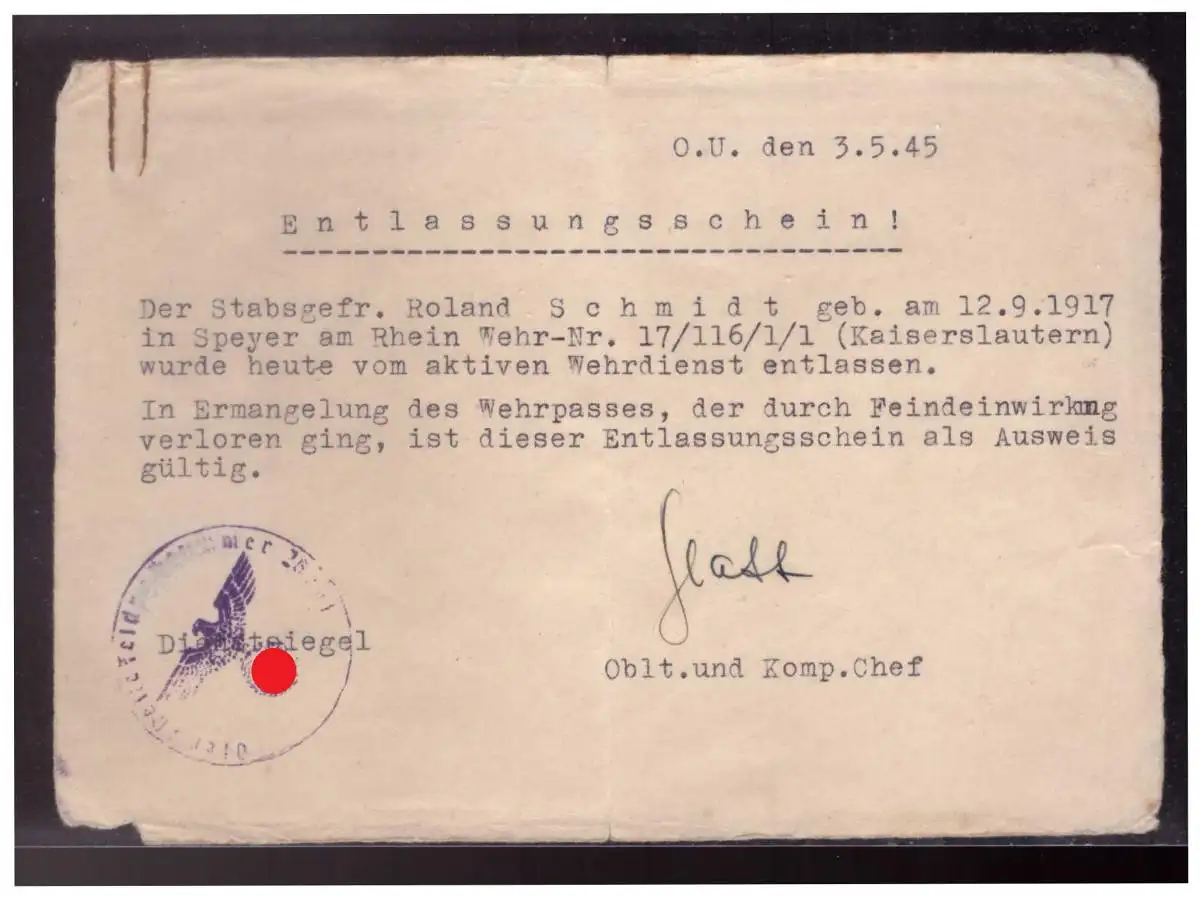 O.U. den 3.5.45
Entlassungsschein!
Der Stabsgefr. Roland Schmidt geb. am 12.9.1917
in Speyer am Rhein Wehr-Nr. 17/116/1/1 (Kaiserslautern)
wurde heute vom aktiven Wehrdienst entlassen.
In Ermangelung des Wehrpasses, der durch Feindeinwirkung
verloren ging, ist dieser Entlassungsschein als Ausweis
gültig.
Dienstsiegel
Oblt.und Komp.Chef